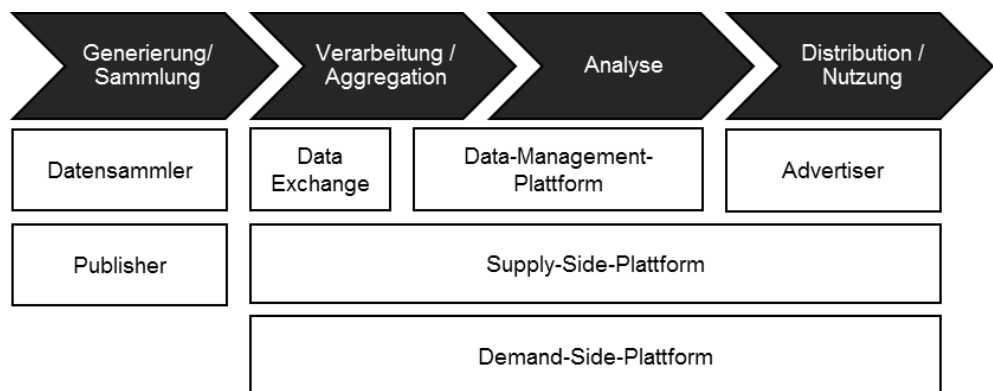 Generierung/
Sammlung
Verarbeitung /
Aggregation
Analyse
Distribution /
Nutzung
Datensammler
Data
Exchange
Data-Management-
Plattform
Advertiser
Publisher
Supply-Side-Plattform
Demand-Side-Plattform